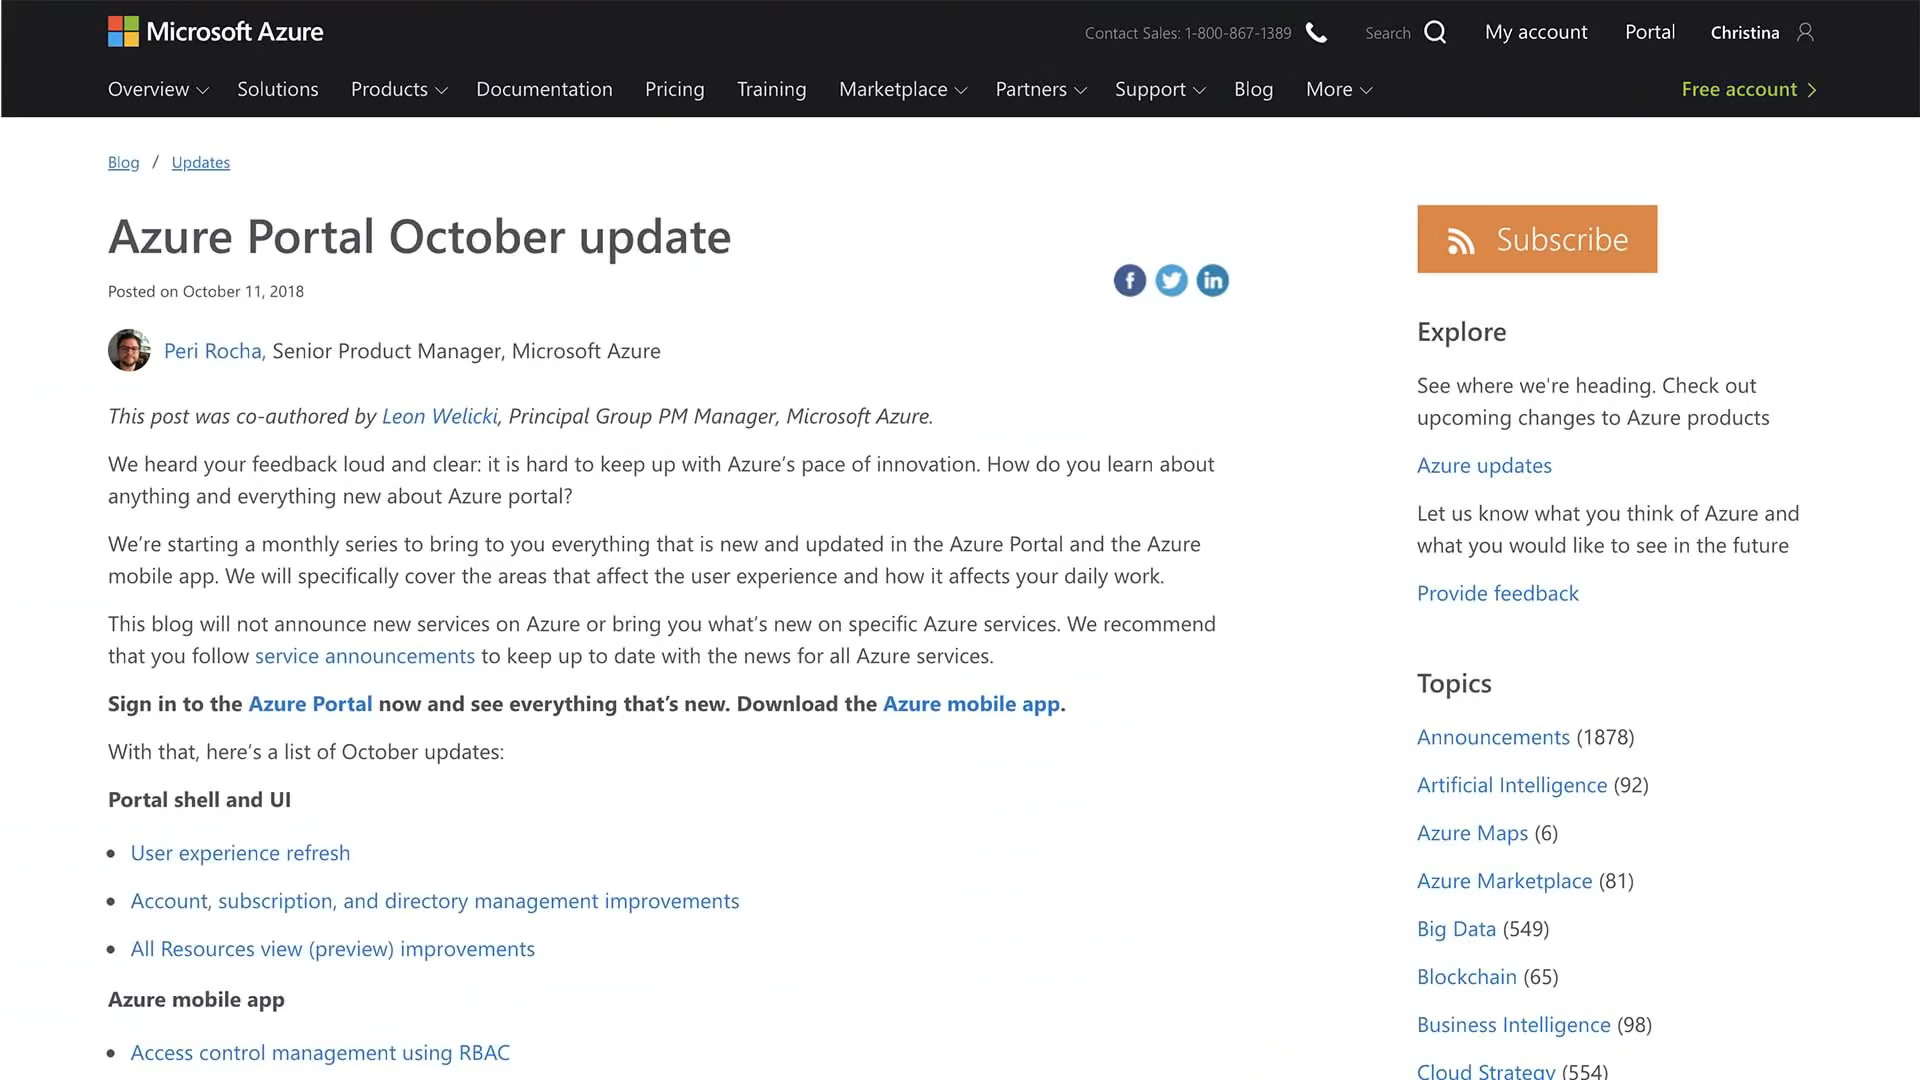 Microsoft Azure
Contact Sales: 1-800-867-1389
Search
My account
Portal
Christina
Overview
Solutions
Products
Documentation
Pricing
Training
Marketplace
Partners
Support
Blog
More
Free account
Blog / Updates
Azure Portal October update
Posted on October 11, 2018
Peri Rocha, Senior Product Manager, Microsoft Azure
This post was co-authored by Leon Welicki, Principal Group PM Manager, Microsoft Azure.
We heard your feedback loud and clear: it is hard to keep up with Azure’s pace of innovation. How do you learn about
anything and everything new about Azure portal?
We’re starting a monthly series to bring to you everything that is new and updated in the Azure Portal and the Azure
mobile app. We will specifically cover the areas that affect the user experience and how it affects your daily work.
This blog will not announce new services on Azure or bring you what’s new on specific Azure services. We recommend
that you follow service announcements to keep up to date with the news for all Azure services.
Sign in to the Azure Portal now and see everything that’s new. Download the Azure mobile app.
With that, here’s a list of October updates:
Portal shell and UI
• User experience refresh
• Account, subscription, and directory management improvements
• All Resources view (preview) improvements
Azure mobile app
• Access control management using RBAC
Subscribe
Explore
See where we're heading. Check out
upcoming changes to Azure products
Azure updates
Let us know what you think of Azure and
what you would like to see in the future
Provide feedback
Topics
Announcements (1878)
Artificial Intelligence (92)
Azure Maps (6)
Azure Marketplace (81)
Big Data (549)
Blockchain (65)
Business Intelligence (98)
Cloud Strategy (554)